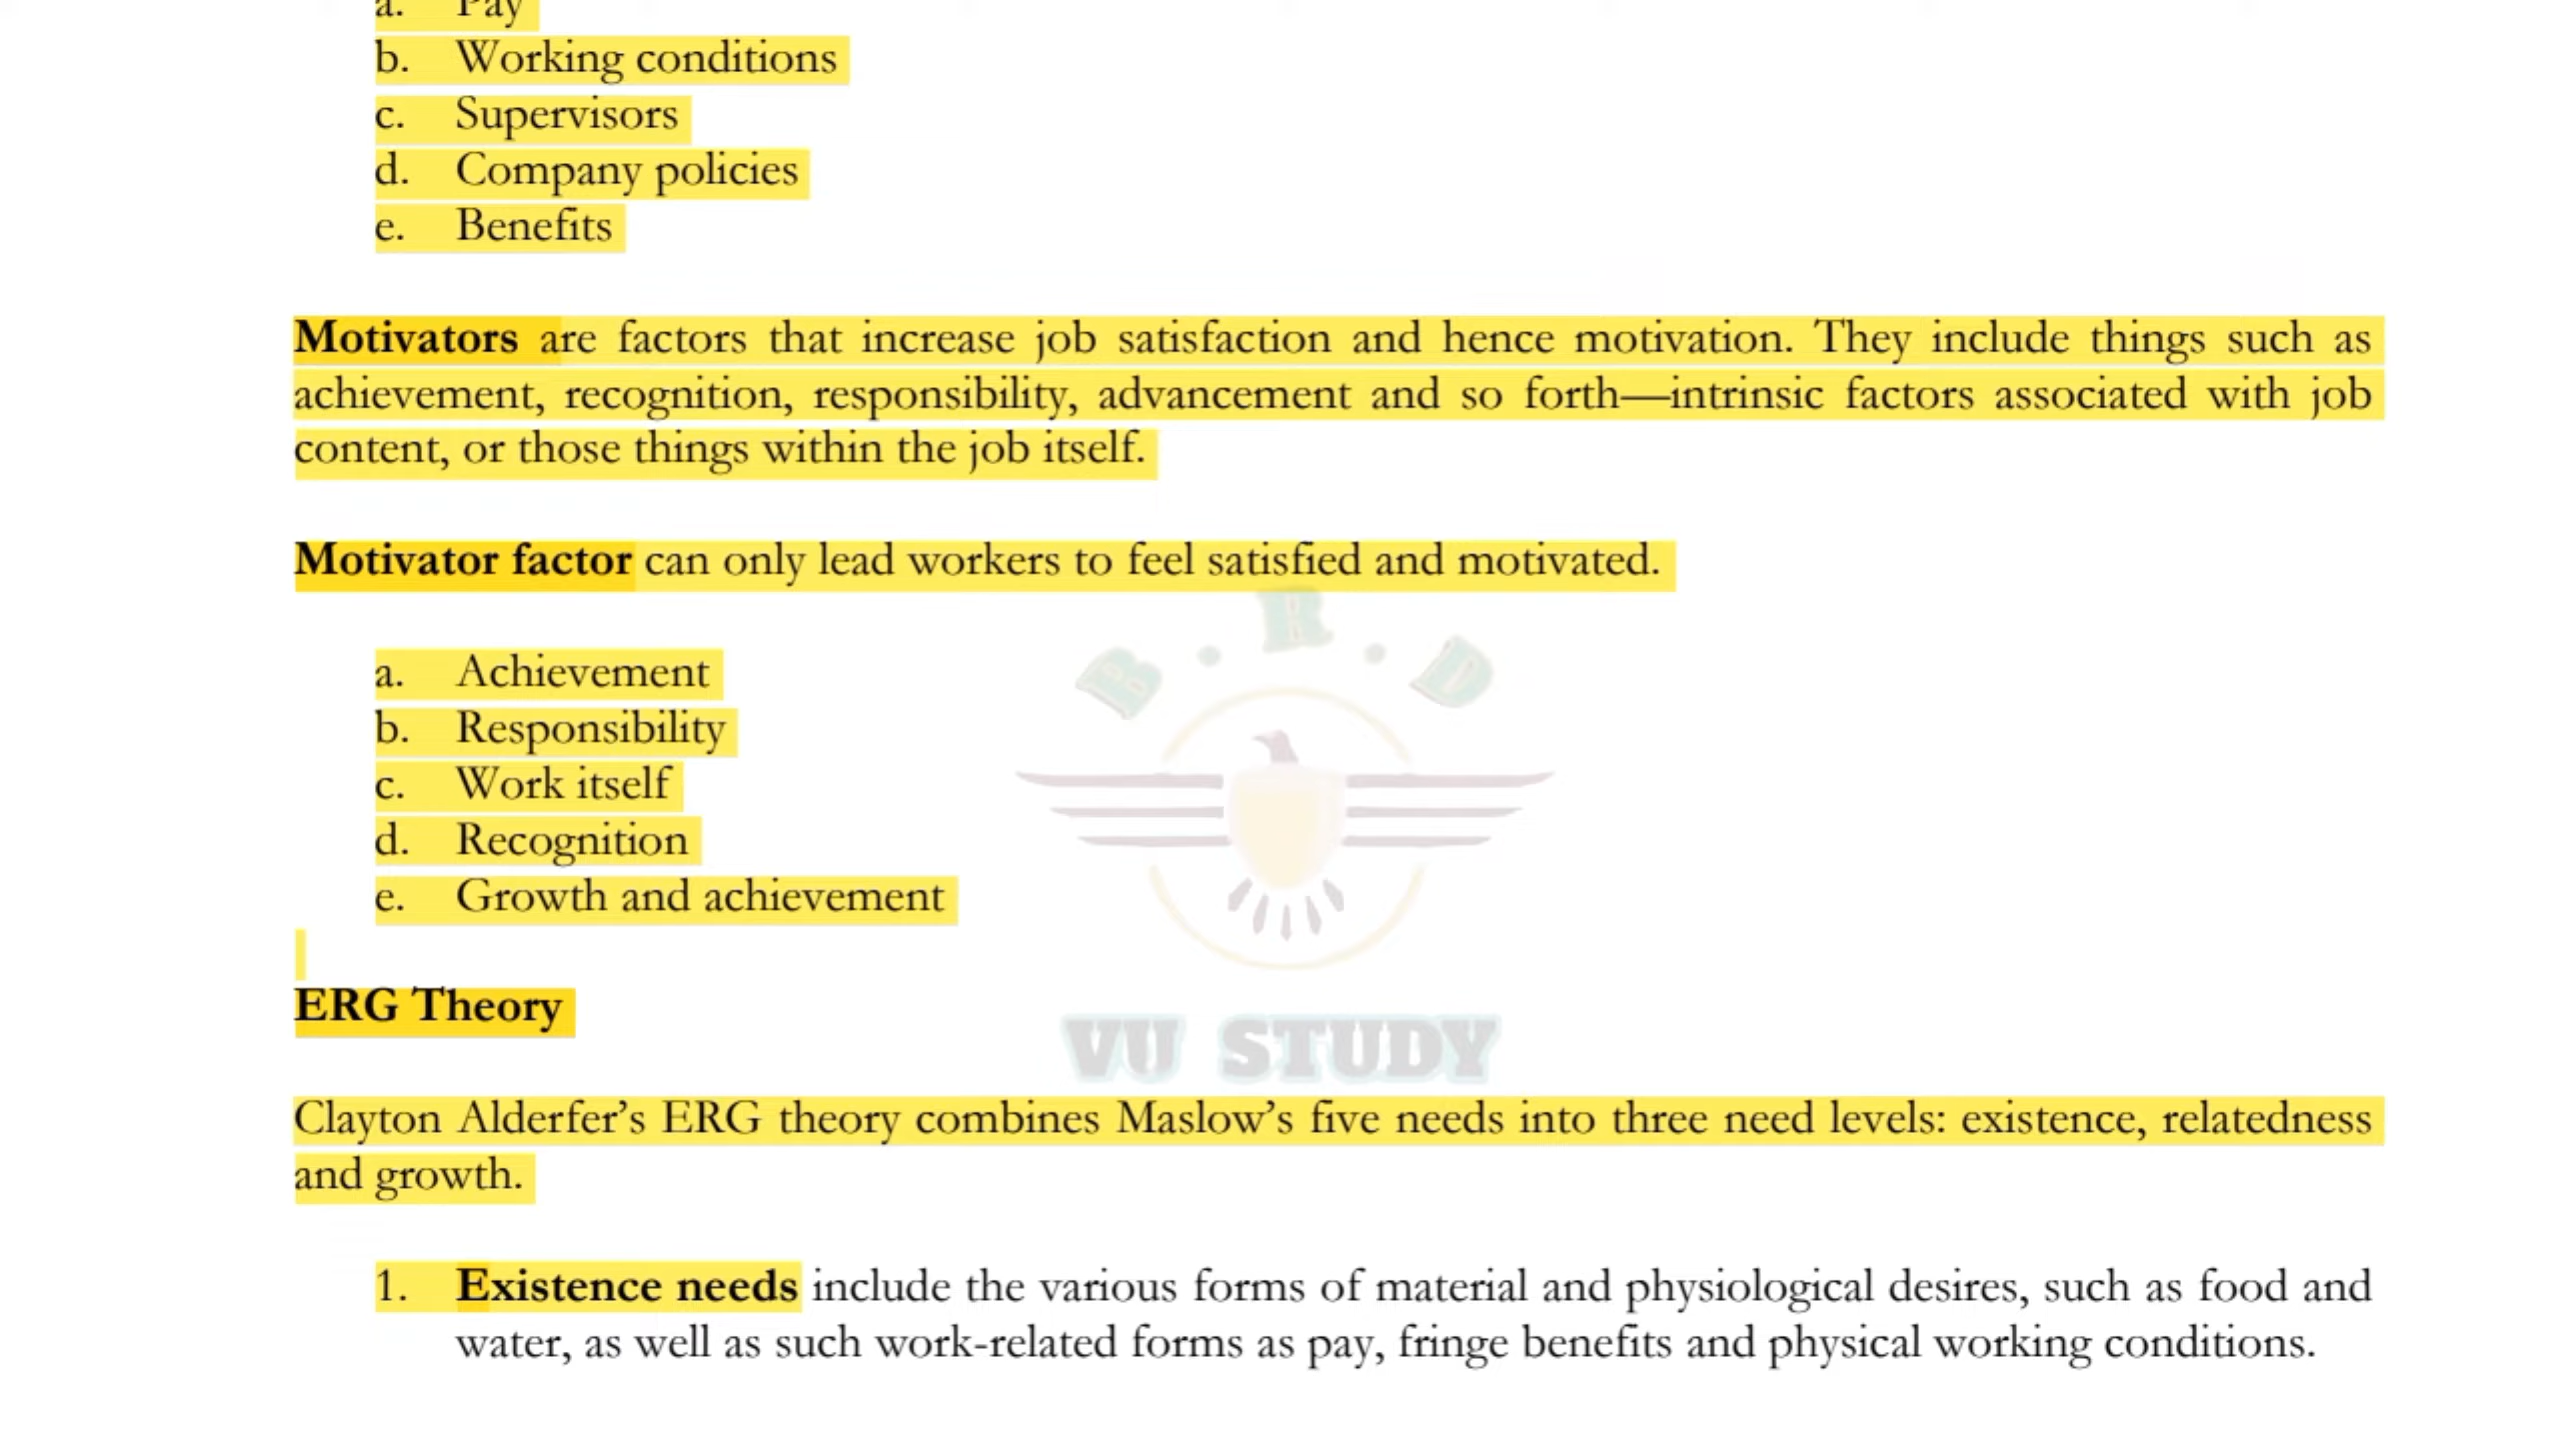 a. Pay
b. Working conditions
c. Supervisors
d. Company policies
e. Benefits
Motivators are factors that increase job satisfaction and hence motivation. They include things such as
achievement, recognition, responsibility, advancement and so forth—intrinsic factors associated with job
content, or those things within the job itself.
Motivator factor can only lead workers to feel satisfied and motivated.
B . R . D
a. Achievement
b. Responsibility
c. Work itself
d. Recognition
e. Growth and achievement
ERG Theory
VU STUDY
Clayton Alderfer’s ERG theory combines Maslow’s five needs into three need levels: existence, relatedness
and growth.
1. Existence needs include the various forms of material and physiological desires, such as food and
water, as well as such work-related forms as pay, fringe benefits and physical working conditions.